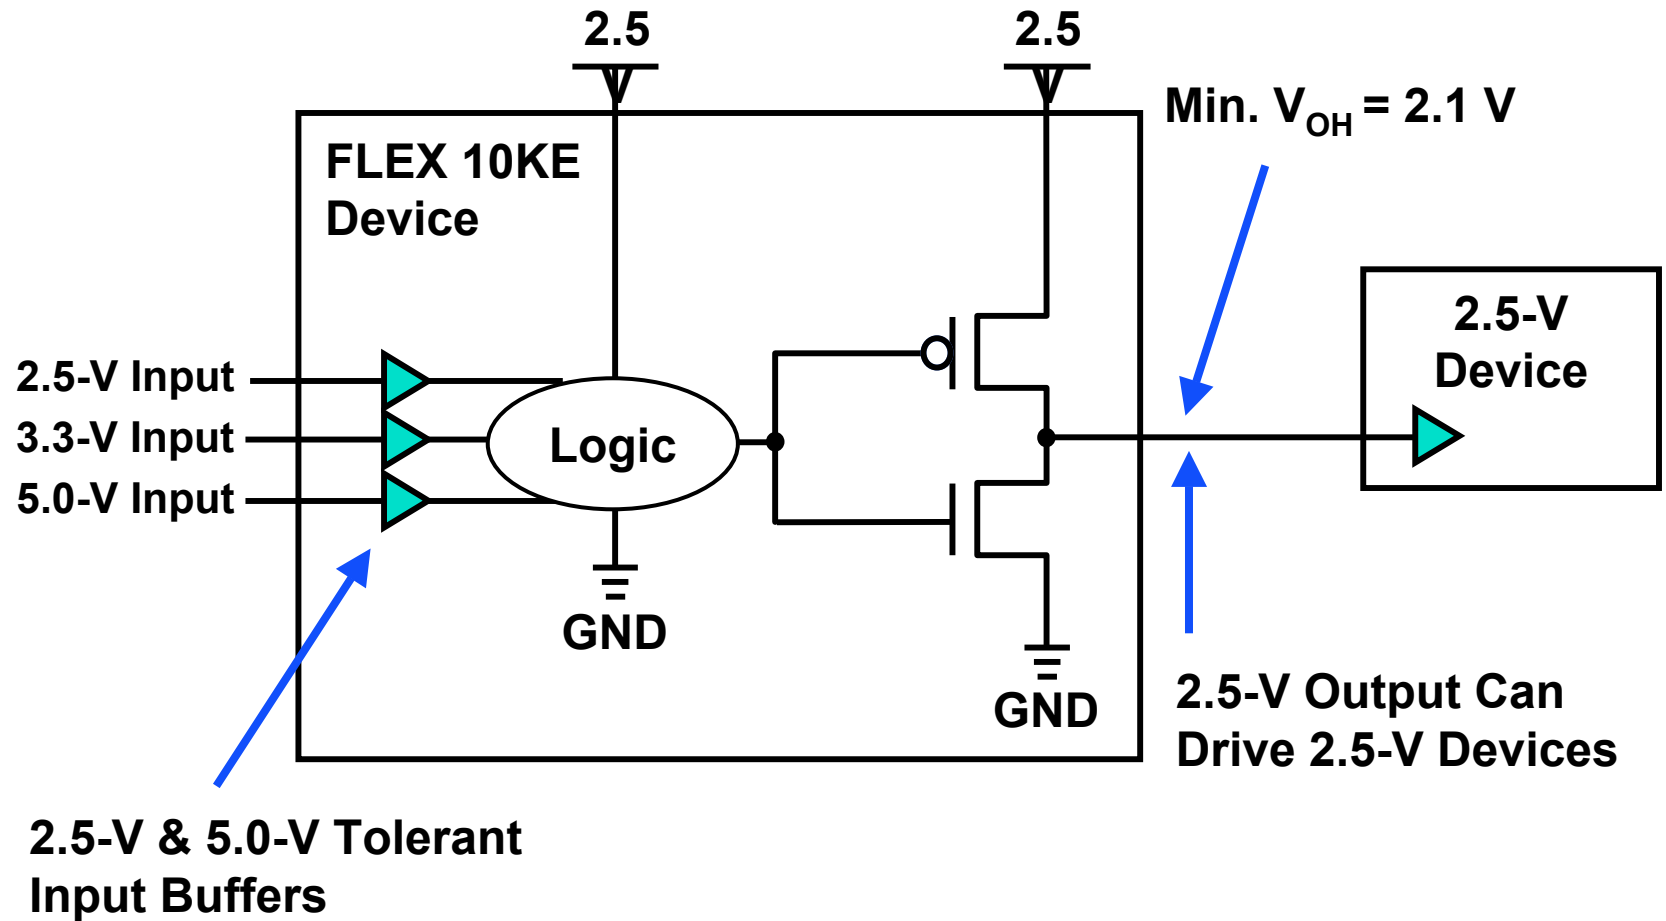 2.5
V
2.5
V
Min. VOH = 2.1 V
FLEX 10KE
Device
2.5-V
Device
2.5-V Input
3.3-V Input
5.0-V Input
Logic
GND
GND
2.5-V Output Can
Drive 2.5-V Devices
2.5-V & 5.0-V Tolerant
Input Buffers